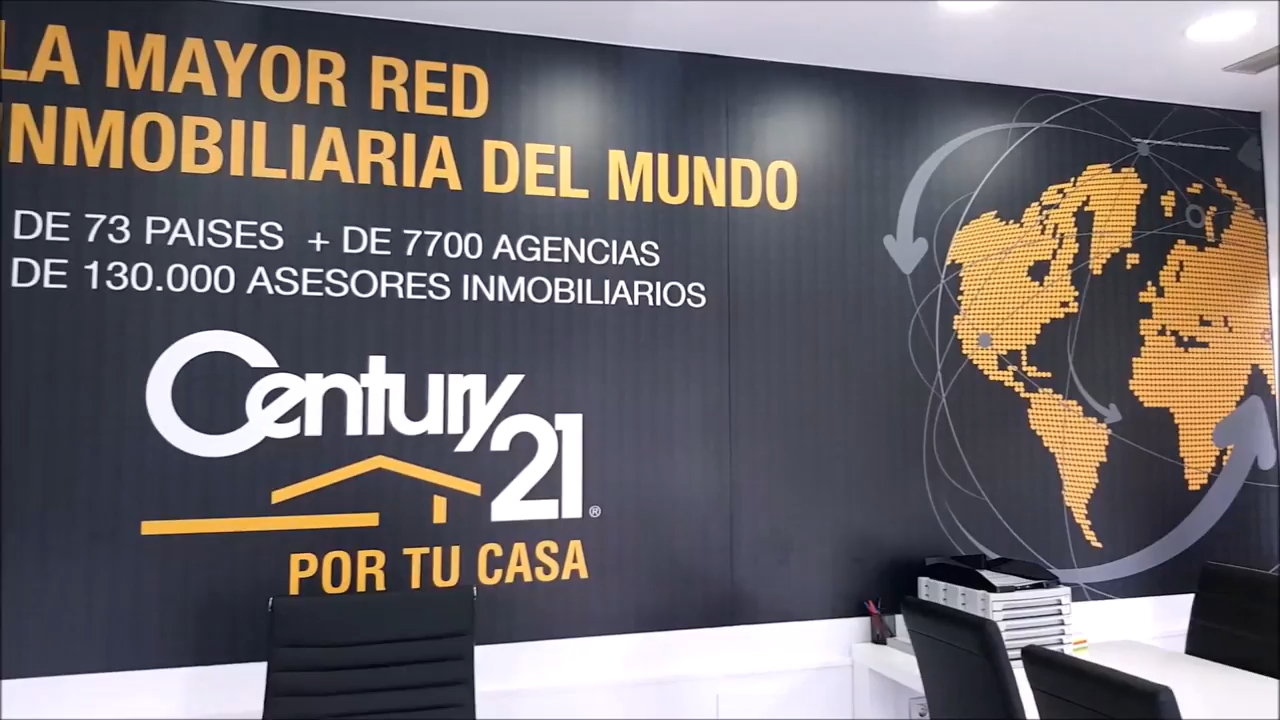 LA MAYOR RED
INMOBILIARIA DEL MUNDO
DE 73 PAISES + DE 7700 AGENCIAS
DE 130.000 ASESORES INMOBILIARIOS
Century
21®
POR TU CASA